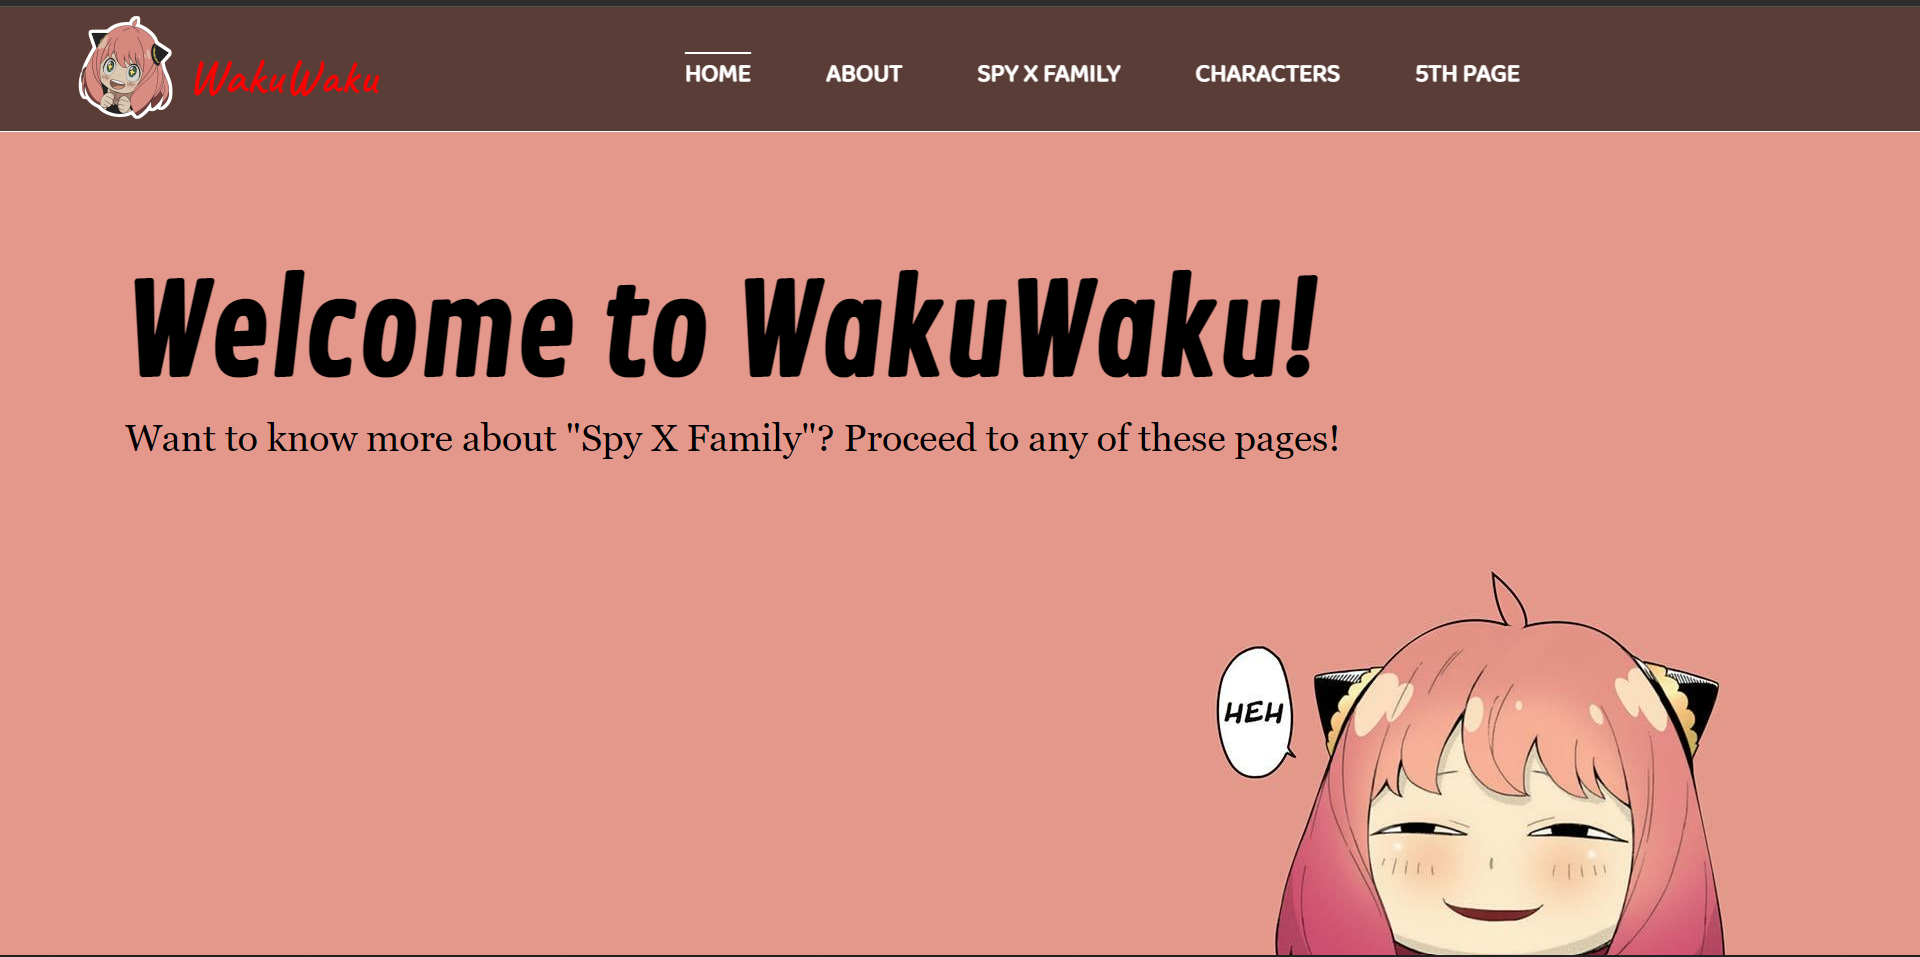 WakuWaku
HOME
ABOUT
SPY X FAMILY
CHARACTERS
5TH PAGE
Welcome to WakuWaku!
Want to know more about "Spy X Family"? Proceed to any of these pages!
HEH